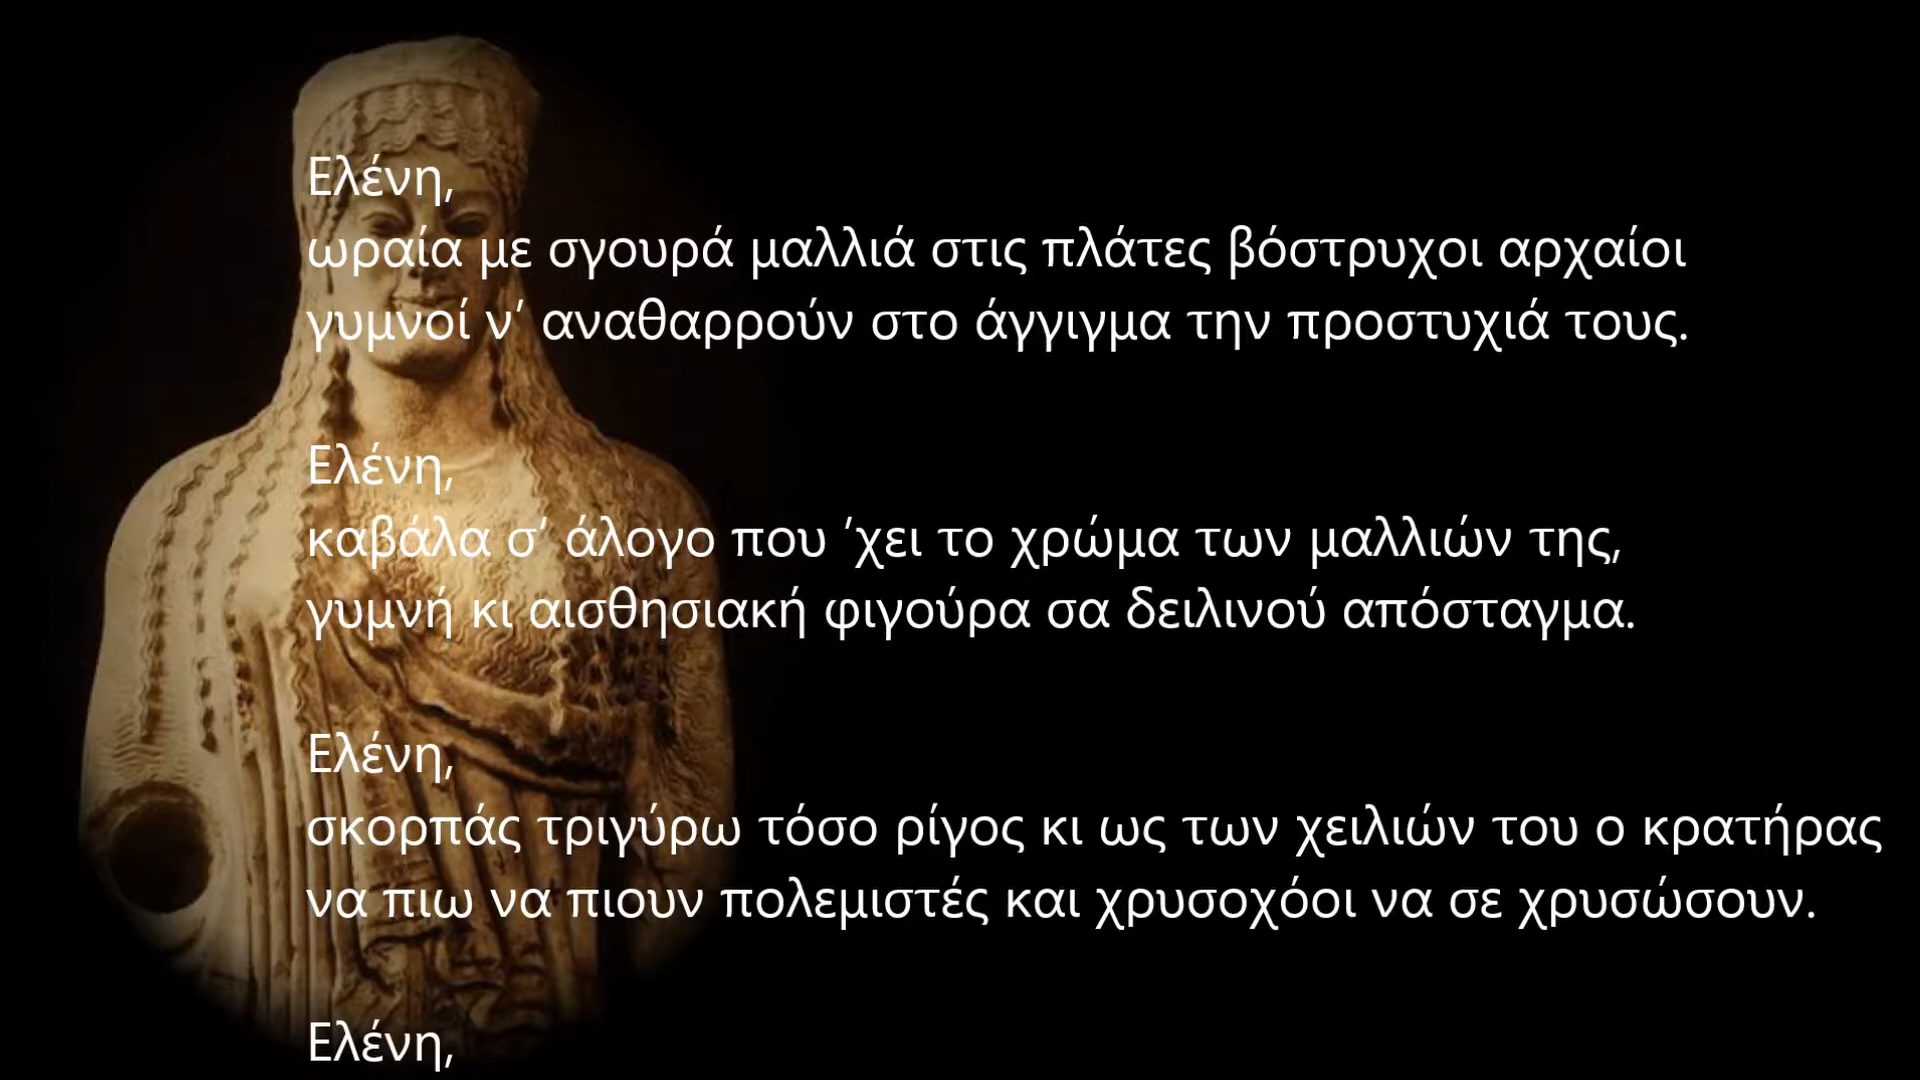 Ελένη,
ωραία με σγουρά μαλλιά στις πλάτες βόστρυχοι αρχαίοι
γυμνοί ν’ αναθαρρούν στο άγγιγμα την προστυχιά τους.
Ελένη,
καβάλα σ’ άλογο που ’χει το χρώμα των μαλλιών της,
γυμνή κι αισθησιακή φιγούρα σα δειλινού απόσταγμα.
Ελένη,
σκορπάς τριγύρω τόσο ρίγος κι ως των χειλιών του ο κρατήρας
να πιω να πιουν πολεμιστές και χρυσοχόοι να σε χρυσώσουν.
Ελένη,